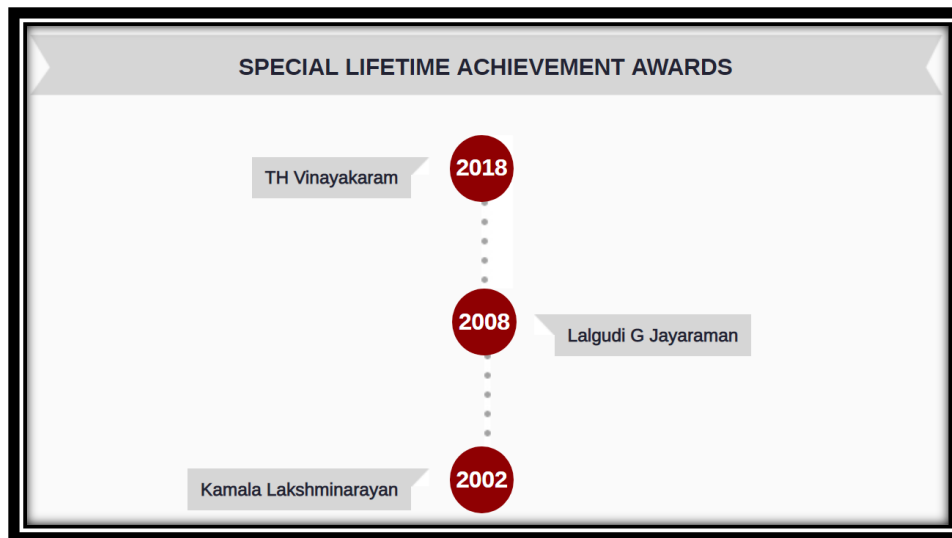 SPECIAL LIFETIME ACHIEVEMENT AWARDS
2018
TH Vinayakaram
2008
Lalgudi G Jayaraman
2002
Kamala Lakshminarayan